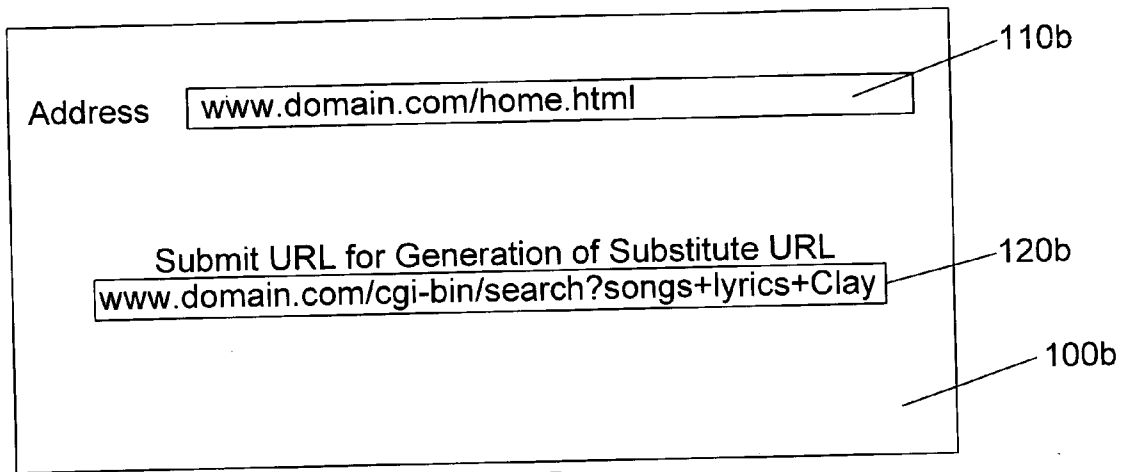 110b
Address www.domain.com/home.html
Submit URL for Generation of Substitute URL
120b
www.domain.com/cgi-bin/search?songs+lyrics+Clay
100b